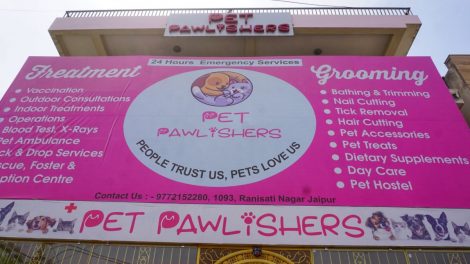 PET
PAWLISHERS
24 Hours Emergency Services
Treatment
Vaccination
Outdoor Consultations
Indoor Treatments
Operations
Blood Test, X-Rays
Pet Ambulance
& Drop Services
Foster &
Centre
PET
PAWLISHERS
PEOPLE TRUST US, PETS LOVE US
Grooming
Bathing & Trimming
Nail Cutting
Tick Removal
Hair Cutting
Pet Accessories
Pet Treats
Dietary Supplements
Day Care
Pet Hostel
Contact Us : - 9772152280, 1093, Ranisati Nagar Jaipur
PET PAWLISHERS